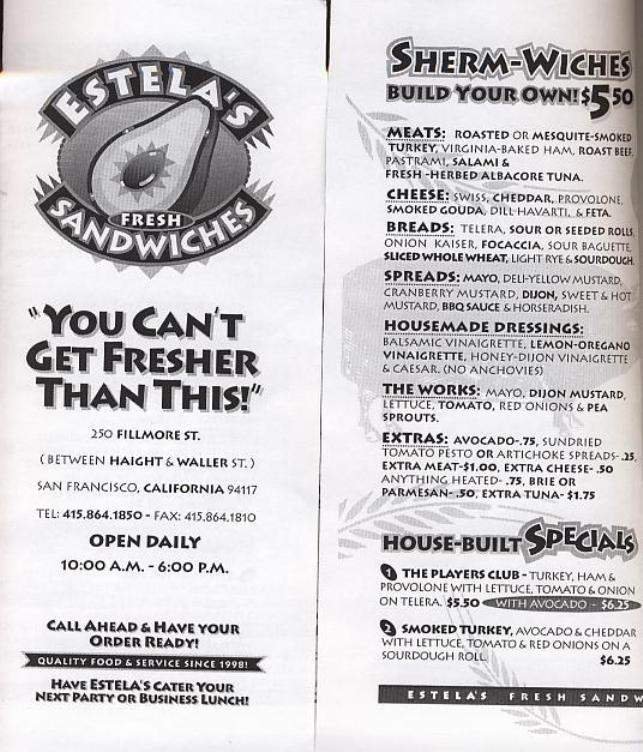 ESTELA'S
FRESH
SANDWICHES
"YOU CAN'T
GET FRESHER
THAN THIS!"
250 FILLMORE ST.
( BETWEEN HAIGHT & WALLER ST. )
SAN FRANCISCO, CALIFORNIA 94117
TEL: 415.864.1850 - FAX: 415.864.1810
OPEN DAILY
10:00 A.M. - 6:00 P.M.
CALL AHEAD & HAVE YOUR
ORDER READY!
QUALITY FOOD & SERVICE SINCE 1998!
HAVE ESTELA'S CATER YOUR
NEXT PARTY OR BUSINESS LUNCH!
SHERM-WICHES
BUILD YOUR OWN! $5.50
MEATS: ROASTED OR MESQUITE-SMOKED
TURKEY, VIRGINIA-BAKED HAM, ROAST BEEF,
PASTRAMI, SALAMI &
FRESH -HERBED ALBACORE TUNA.
CHEESE: SWISS, CHEDDAR, PROVOLONE,
SMOKED GOUDA, DILL-HAVARTI, & FETA.
BREADS: TELERA, SOUR OR SEEDED ROLLS,
ONION KAISER, FOCACCIA, SOUR BAGUETTE,
SLICED WHOLE WHEAT, LIGHT RYE & SOURDOUGH.
SPREADS: MAYO, DELI-YELLOW MUSTARD,
CRANBERRY MUSTARD, DIJON, SWEET & HOT
MUSTARD, BBQ SAUCE & HORSERADISH.
HOUSEMADE DRESSINGS:
BALSAMIC VINAIGRETTE, LEMON-OREGANO
VINAIGRETTE, HONEY-DIJON VINAIGRETTE
& CAESAR. (NO ANCHOVIES)
THE WORKS: MAYO, DIJON MUSTARD,
LETTUCE, TOMATO, RED ONIONS & PEA
SPROUTS.
EXTRAS: AVOCADO-.75, SUNDRIED
TOMATO PESTO OR ARTICHOKE SPREADS-.25,
EXTRA MEAT-$1.00, EXTRA CHEESE- .50
ANYTHING HEATED- .75, BRIE OR
PARMESAN- .50, EXTRA TUNA- $1.75
HOUSE-BUILT SPECIALS
1 THE PLAYERS CLUB - TURKEY, HAM &
PROVOLONE WITH LETTUCE, TOMATO & ONION
ON TELERA. $5.50 WITH AVOCADO - $6.25
2 SMOKED TURKEY, AVOCADO & CHEDDAR
WITH LETTUCE, TOMATO & RED ONIONS ON A
SOURDOUGH ROLL. $6.25
ESTELA'S FRESH SANDW